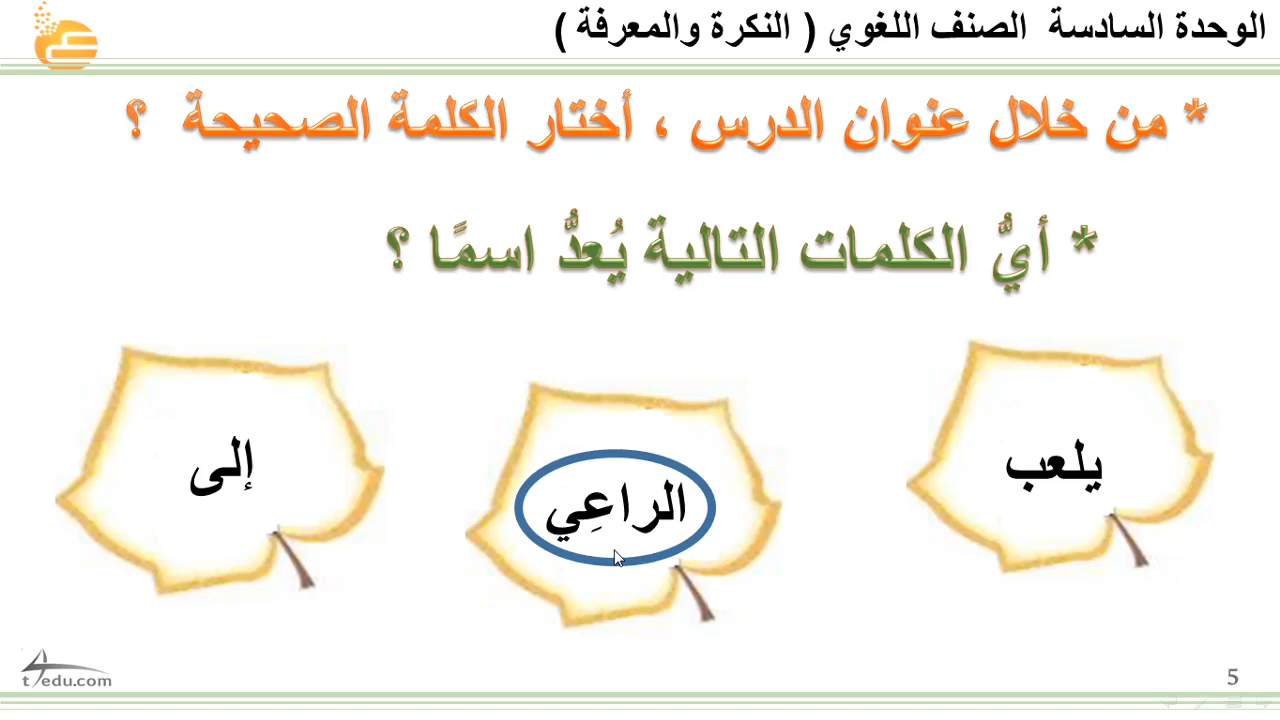 الوحدة السادسة الصنف اللغوي ( النكرة والمعرفة )
* من خلال عنوان الدرس ، أختار الكلمة الصحيحة ؟
* أيُّ الكلمات التالية يُعدُّ اسمًا ؟
يلعب
الراعِي
إلى
t4edu.com
5